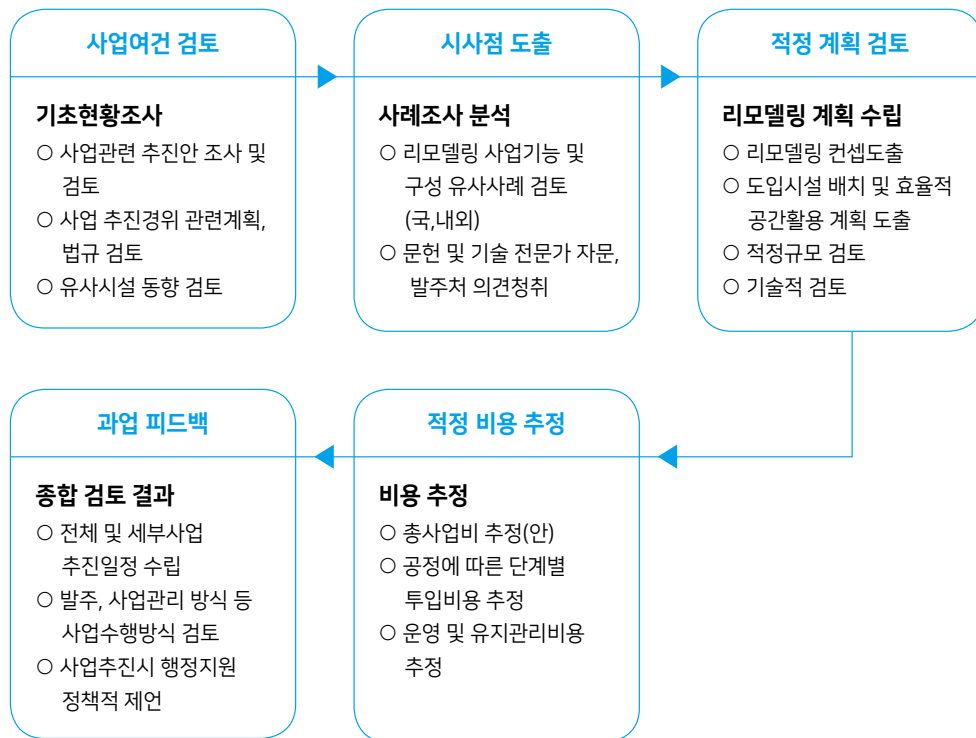 사업여건 검토
기초현황조사
○ 사업관련 추진안 조사 및
검토
○ 사업 추진경위 관련계획,
법규 검토
○ 유사시설 동향 검토
시사점 도출
사례조사 분석
○ 리모델링 사업기능 및
구성 유사사례 검토
(국,내외)
○ 문헌 및 기술 전문가 자문,
발주처 의견청취
적정 계획 검토
리모델링 계획 수립
○ 리모델링 컨셉도출
○ 도입시설 배치 및 효율적
공간활용 계획 도출
○ 적정규모 검토
○ 기술적 검토
적정 비용 추정
비용 추정
○ 총사업비 추정(안)
○ 공정에 따른 단계별
투입비용 추정
○ 운영 및 유지관리비용
추정
과업 피드백
종합 검토 결과
○ 전체 및 세부사업
추진일정 수립
○ 발주, 사업관리 방식 등
사업수행방식 검토
○ 사업추진시 행정지원
정책적 제언